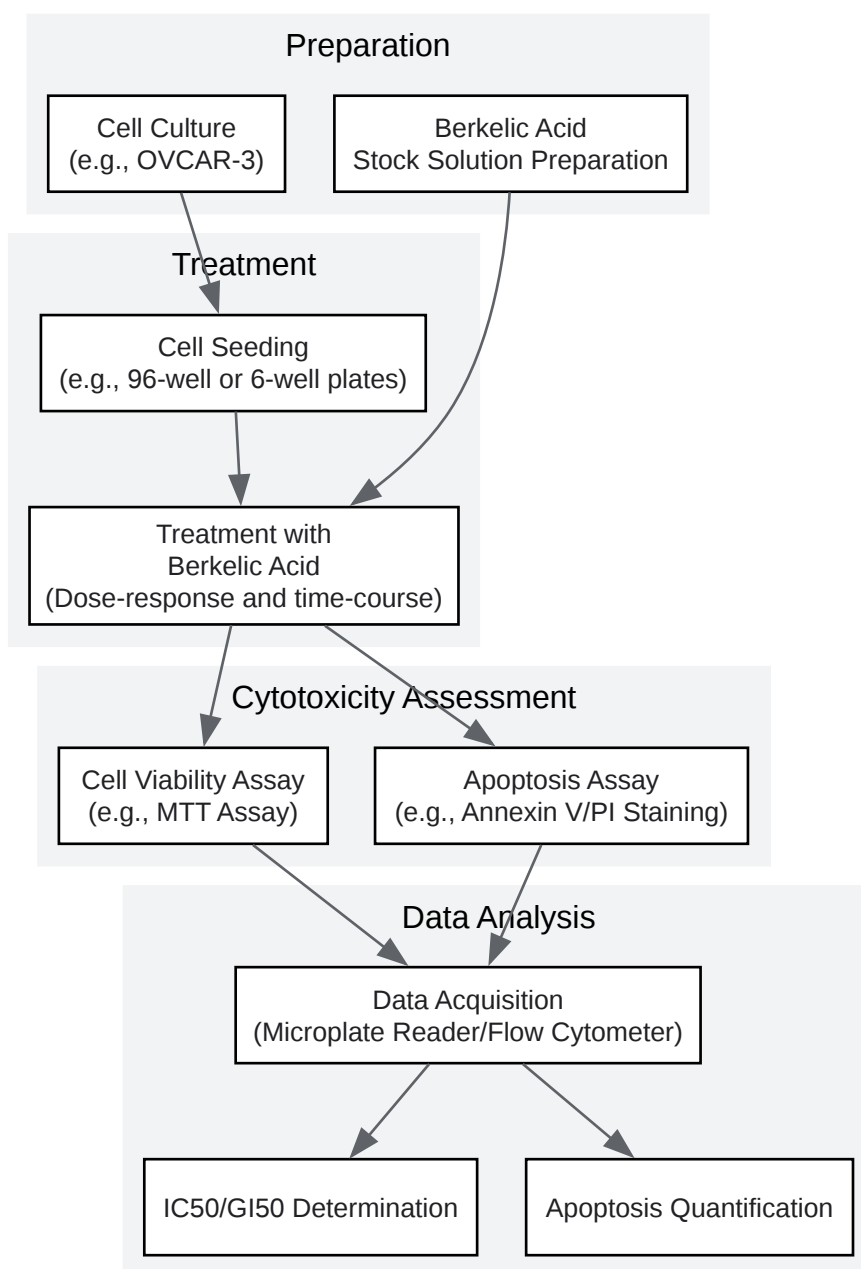 Preparation
Cell Culture
(e.g., OVCAR-3)
Berkelic Acid
Stock Solution Preparation
Treatment
Cell Seeding
(e.g., 96-well or 6-well plates)
Treatment with
Berkelic Acid
(Dose-response and time-course)
Cytotoxicity Assessment
Cell Viability Assay
(e.g., MTT Assay)
Apoptosis Assay
(e.g., Annexin V/PI Staining)
Data Analysis
Data Acquisition
(Microplate Reader/Flow Cytometer)
IC50/GI50 Determination
Apoptosis Quantification